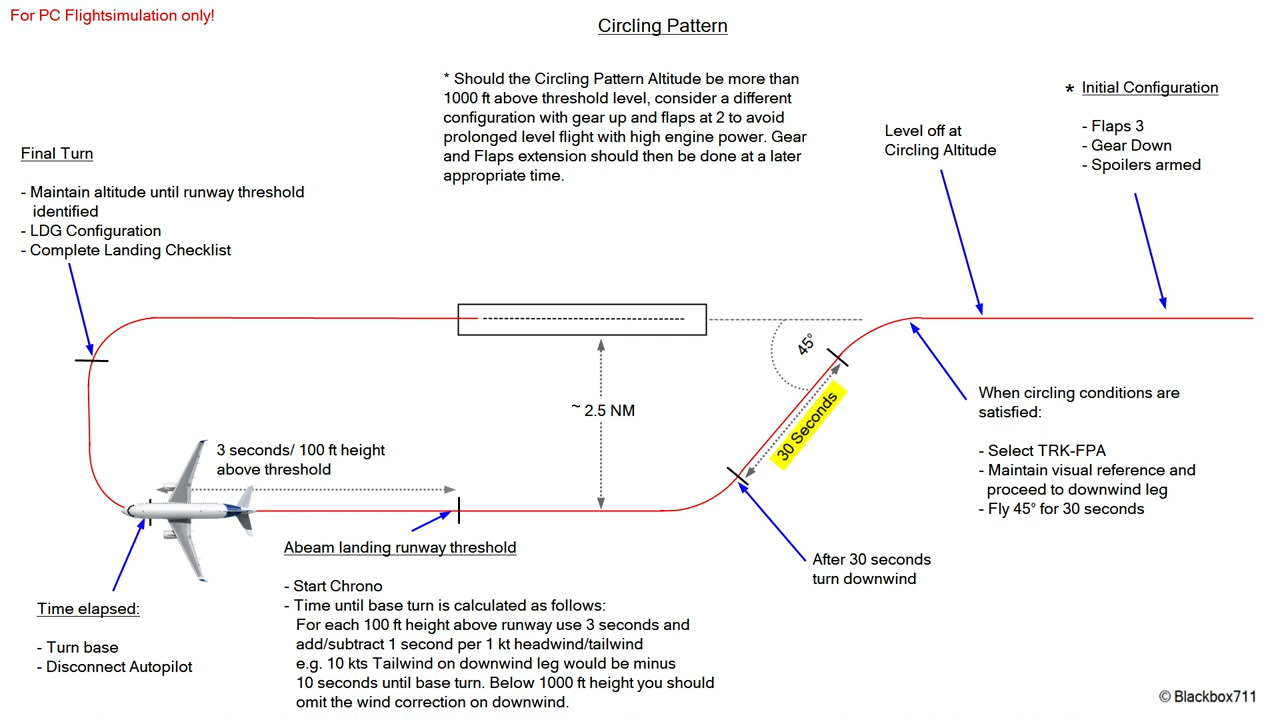 For PC Flightsimulation only!
Circling Pattern
* Should the Circling Pattern Altitude be more than
1000 ft above threshold level, consider a different
configuration with gear up and flaps at 2 to avoid
prolonged level flight with high engine power. Gear
and Flaps extension should then be done at a later
appropriate time.
* Initial Configuration
- Flaps 3
- Gear Down
- Spoilers armed
Level off at
Circling Altitude
Final Turn
- Maintain altitude until runway threshold
identified
- LDG Configuration
- Complete Landing Checklist
45°
30 Seconds
~ 2.5 NM
When circling conditions are
satisfied:
- Select TRK-FPA
- Maintain visual reference and
proceed to downwind leg
- Fly 45° for 30 seconds
3 seconds/ 100 ft height
above threshold
Abeam landing runway threshold
- Start Chrono
- Time until base turn is calculated as follows:
For each 100 ft height above runway use 3 seconds and
add/subtract 1 second per 1 kt headwind/tailwind
e.g. 10 kts Tailwind on downwind leg would be minus
10 seconds until base turn. Below 1000 ft height you should
omit the wind correction on downwind.
After 30 seconds
turn downwind
Time elapsed:
- Turn base
- Disconnect Autopilot
© Blackbox711